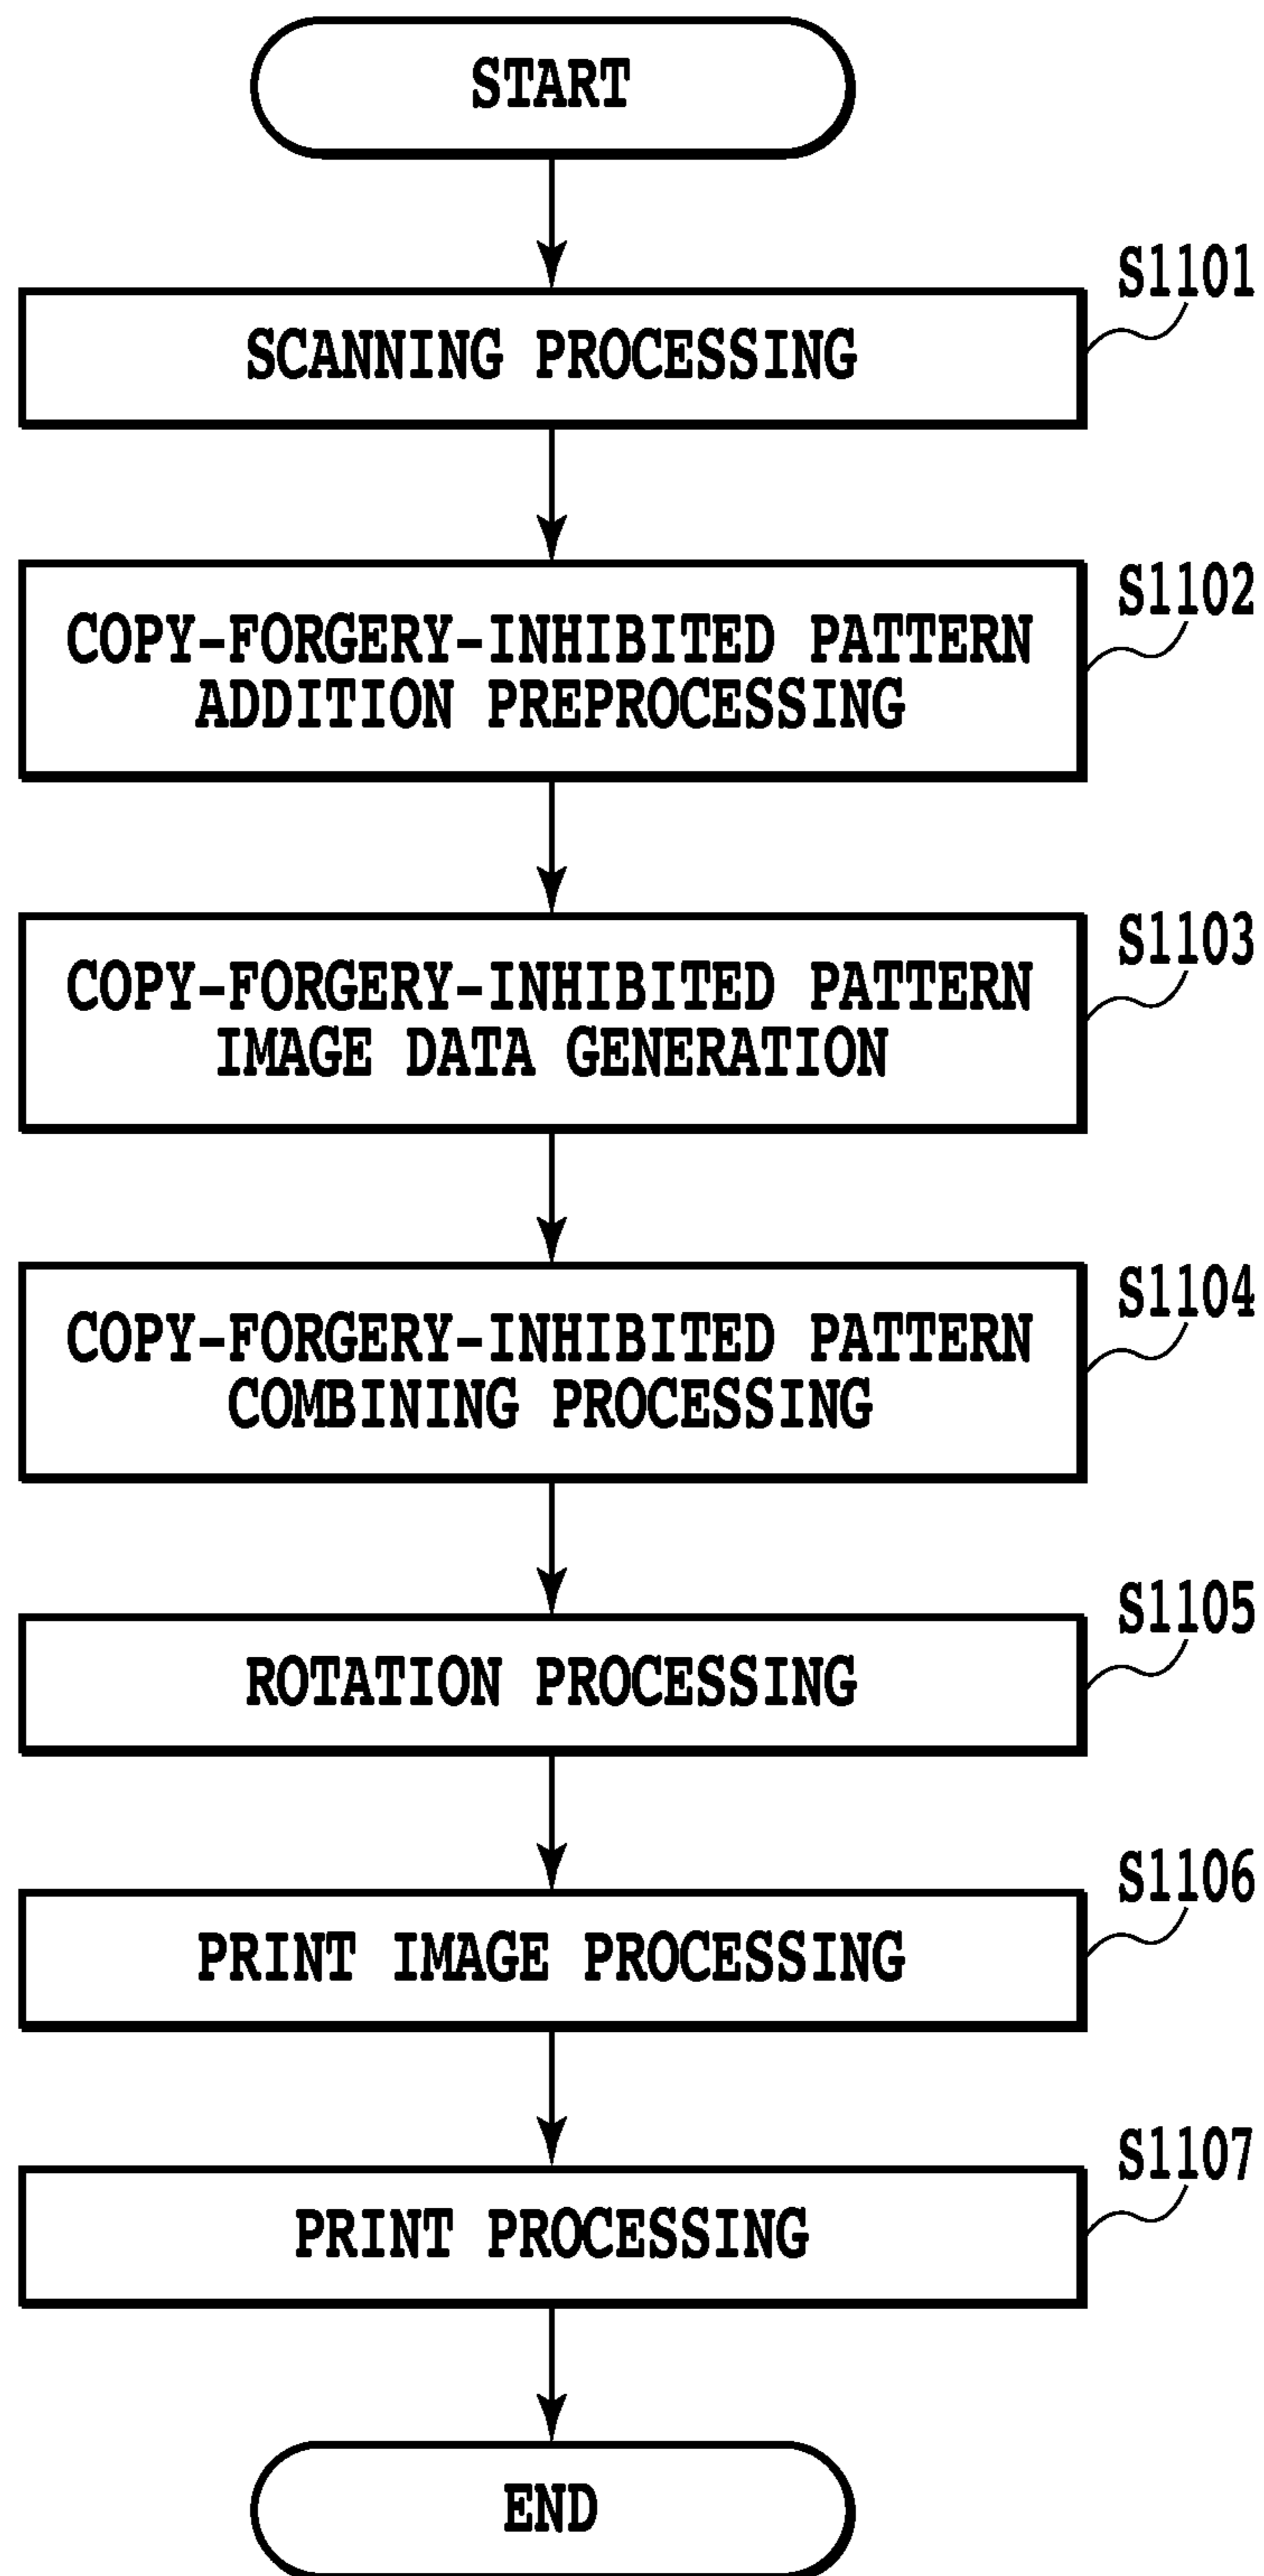 START
S1101
SCANNING PROCESSING
S1102
COPY-FORGERY-INHIBITED PATTERN
ADDITION PREPROCESSING
S1103
COPY-FORGERY-INHIBITED PATTERN
IMAGE DATA GENERATION
S1104
COPY-FORGERY-INHIBITED PATTERN
COMBINING PROCESSING
S1105
ROTATION PROCESSING
S1106
PRINT IMAGE PROCESSING
S1107
PRINT PROCESSING
END